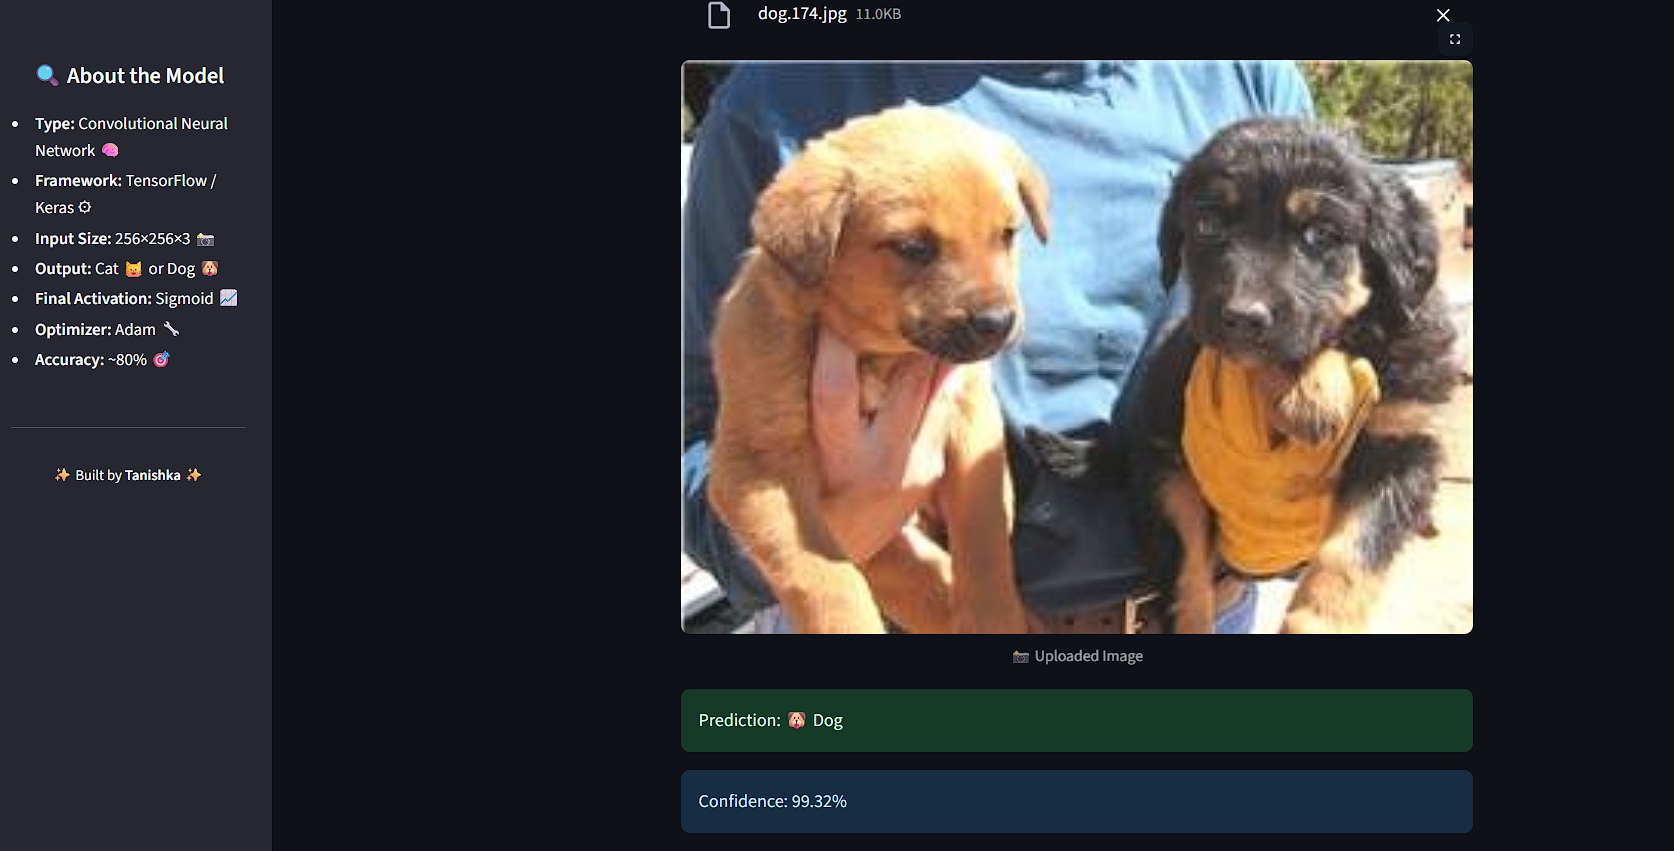 🔍 About the Model
• Type: Convolutional Neural
Network 🧠
• Framework: TensorFlow /
Keras ⚙
• Input Size: 256×256×3 📷
• Output: Cat 🐱 or Dog 🐶
• Final Activation: Sigmoid 📈
• Optimizer: Adam 🔧
• Accuracy: ~80% 🎯
✨ Built by Tanishka ✨
dog.174.jpg 11.0KB
📷 Uploaded Image
Prediction: 🐶 Dog
Confidence: 99.32%